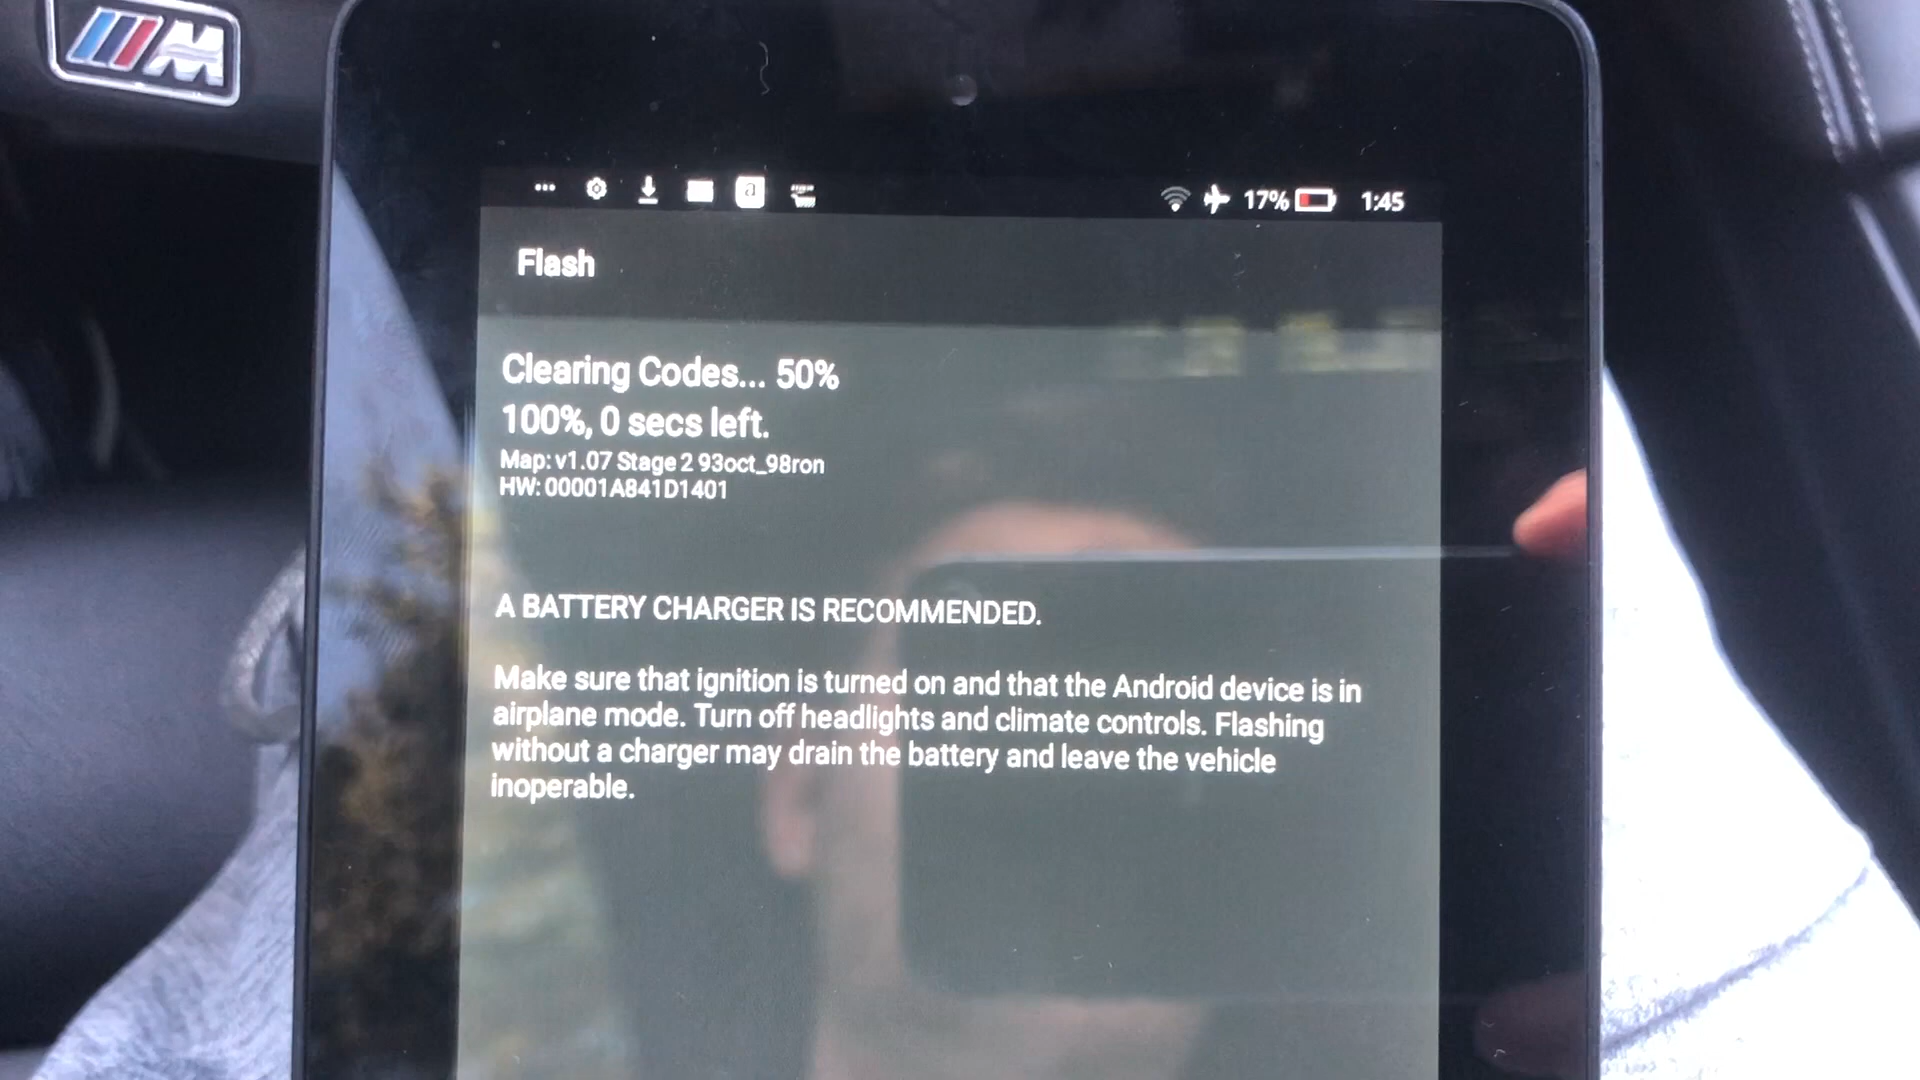 M
a
17% 1:45
Flash
Clearing Codes... 50%
100%, 0 secs left.
Map: v1.07 Stage 2 93oct_98ron
HW: 00001A841D1401
A BATTERY CHARGER IS RECOMMENDED.
Make sure that ignition is turned on and that the Android device is in
airplane mode. Turn off headlights and climate controls. Flashing
without a charger may drain the battery and leave the vehicle
inoperable.